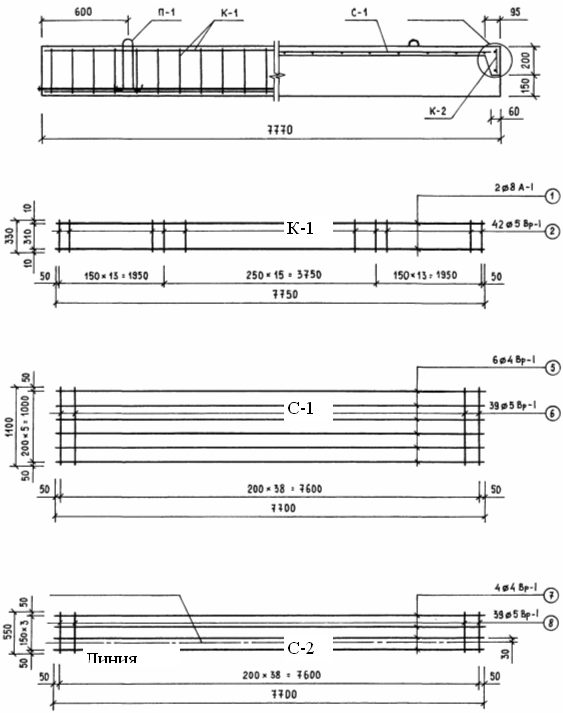 600
П-1
К-1
С-1
95
200
150
К-2
60
7770
2⌀8 А-I
1
10
К-1
42⌀5 Вр-I
2
330
310
10
50
150×13=1950
250×15=3750
150×13=1950
50
7750
6⌀4 Вр-I
5
50
1100
200×5=1000
С-1
39⌀5 Вр-I
6
50
50
200×38=7600
50
7700
4⌀4 Вр-I
7
50
39⌀5 Вр-I
8
550
150×3
С-2
30
50
Линия
50
200×38=7600
50
7700